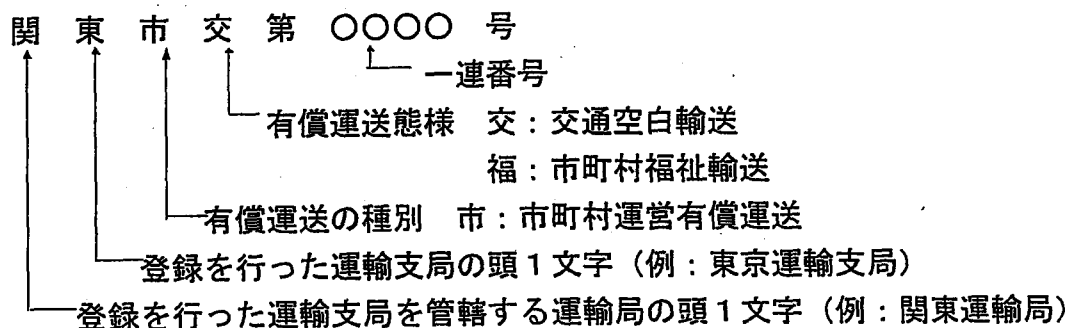 関東市交第 〇〇〇〇 号
一連番号
有償運送態様 交：交通空白輸送
福：市町村福祉輸送
有償運送の種別 市：市町村運営有償運送
登録を行った運輸支局の頭１文字（例：東京運輸支局）
登録を行った運輸支局を管轄する運輸局の頭１文字（例：関東運輸局）